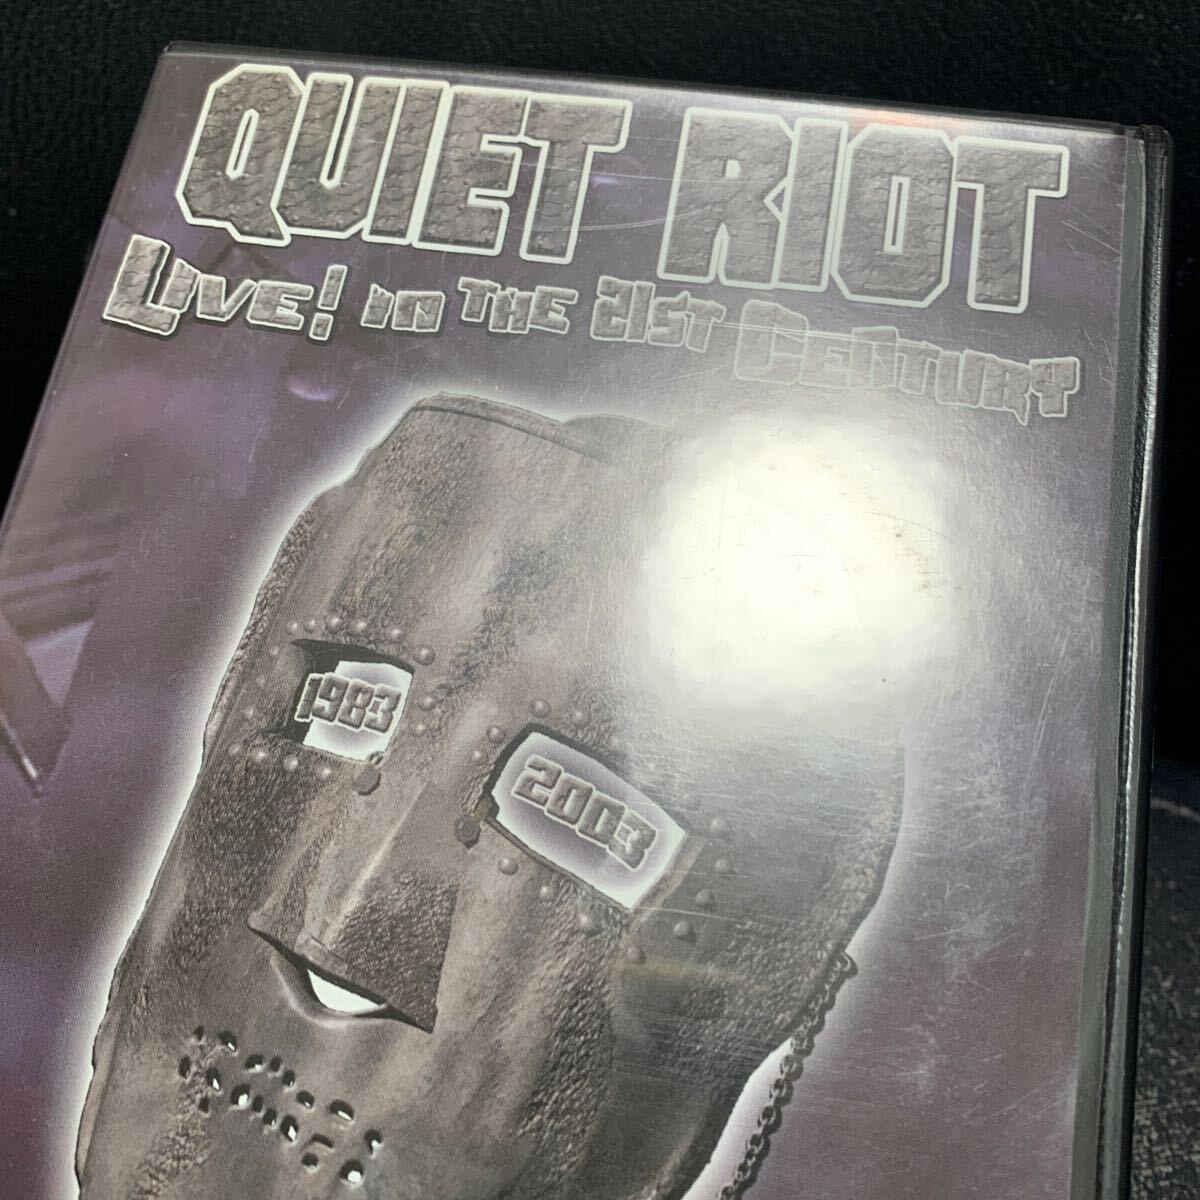 QUIET RIOT
LIVE! IN THE 21ST CENTURY
1983
2003